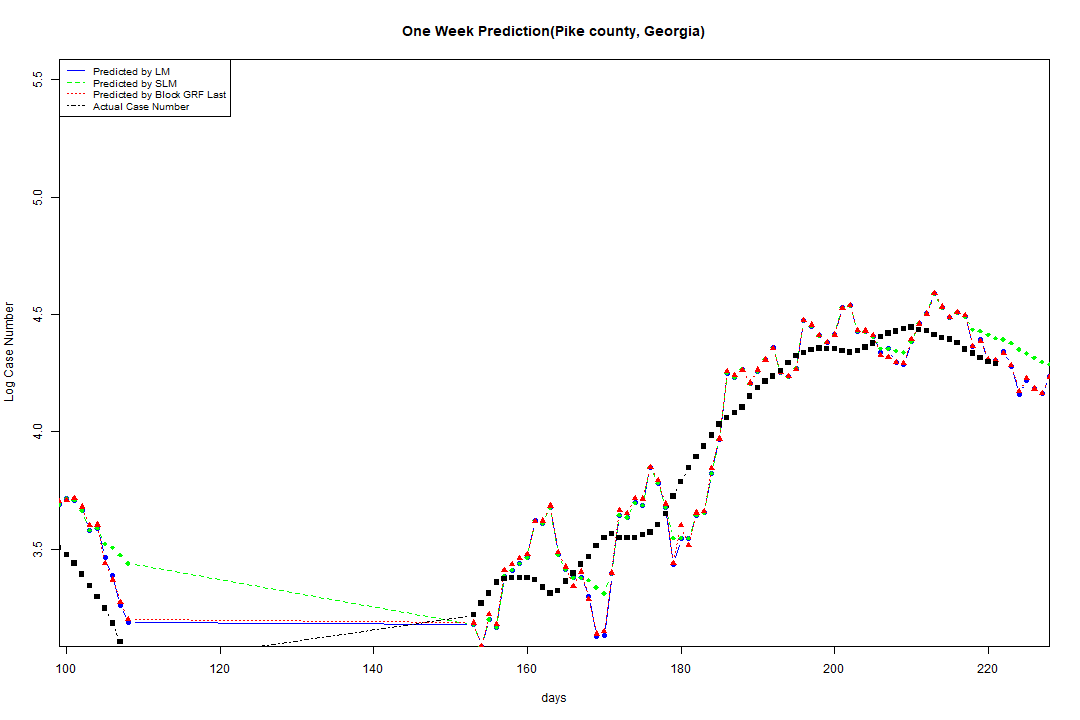 One Week Prediction(Pike county, Georgia)
Predicted by LM
Predicted by SLM
Predicted by Block GRF Last
Actual Case Number
5.5
5.0
4.5
4.0
3.5
Log Case Number
100 120 140 160 180 200 220
days